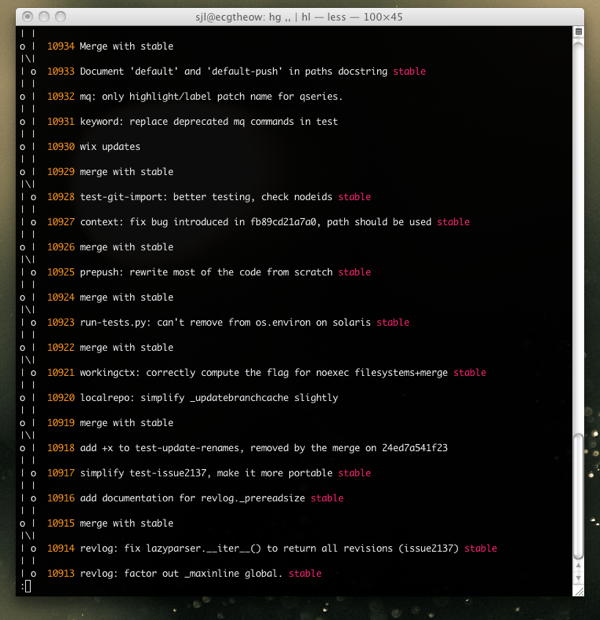 sjl@ecgtheow: hg ,, | hl — less — 100×45
| |
o |  10934 Merge with stable
|\|
| o  10933 Document 'default' and 'default-push' in paths docstring stable
| |
o |  10932 mq: only highlight/label patch name for qseries.
| |
o |  10931 keyword: replace deprecated mq commands in test
| |
o |  10930 wix updates
| |
o |  10929 merge with stable
|\|
| o  10928 test-git-import: better testing, check nodeids stable
| |
| o  10927 context: fix bug introduced in fb89cd21a7a0, path should be used stable
| |
o |  10926 merge with stable
|\|
| o  10925 prepush: rewrite most of the code from scratch stable
| |
o |  10924 merge with stable
|\|
| o  10923 run-tests.py: can't remove from os.environ on solaris stable
| |
o |  10922 merge with stable
|\|
| o  10921 workingctx: correctly compute the flag for noexec filesystems+merge stable
| |
o |  10920 localrepo: simplify _updatebranchcache slightly
| |
o |  10919 merge with stable
|\|
o |  10918 add +x to test-update-renames, removed by the merge on 24ed7a541f23
| |
| o  10917 simplify test-issue2137, make it more portable stable
| |
| o  10916 add documentation for revlog._prereadsize stable
| |
o |  10915 merge with stable
|\|
| o  10914 revlog: fix lazyparser.__iter__() to return all revisions (issue2137) stable
| |
| o  10913 revlog: factor out _maxinline global. stable
: